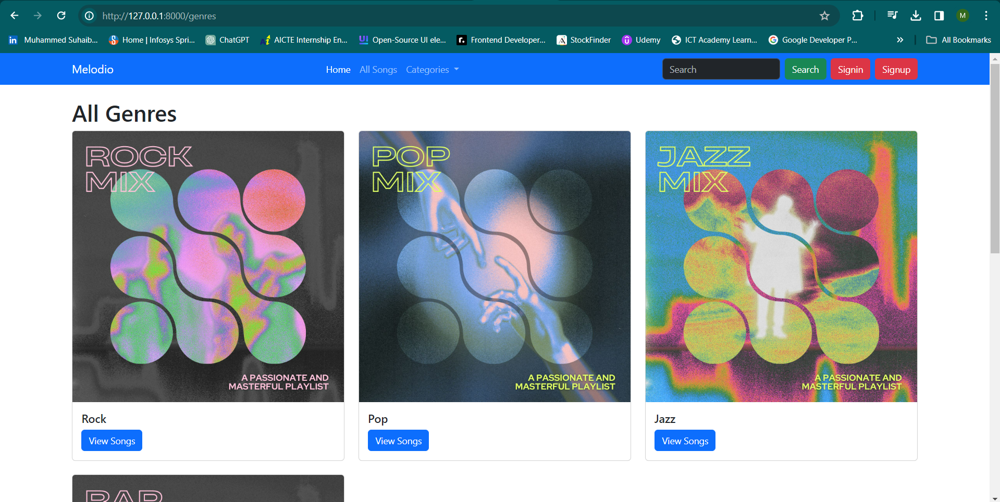 http://127.0.0.1:8000/genres
M
Muhammed Suhaib...
Home | Infosys Spri...
ChatGPT
AICTE Internship En...
Open-Source UI ele...
Frontend Developer...
StockFinder
Udemy
ICT Academy Learn...
Google Developer P...
All Bookmarks
Melodio
Home
All Songs
Categories
Search
Search
Signin
Signup
All Genres
ROCK
MIX
A PASSIONATE AND
MASTERFUL PLAYLIST
POP
MIX
A PASSIONATE AND
MASTERFUL PLAYLIST
JAZZ
MIX
A PASSIONATE AND
MASTERFUL PLAYLIST
Rock
View Songs
Pop
View Songs
Jazz
View Songs
RAP